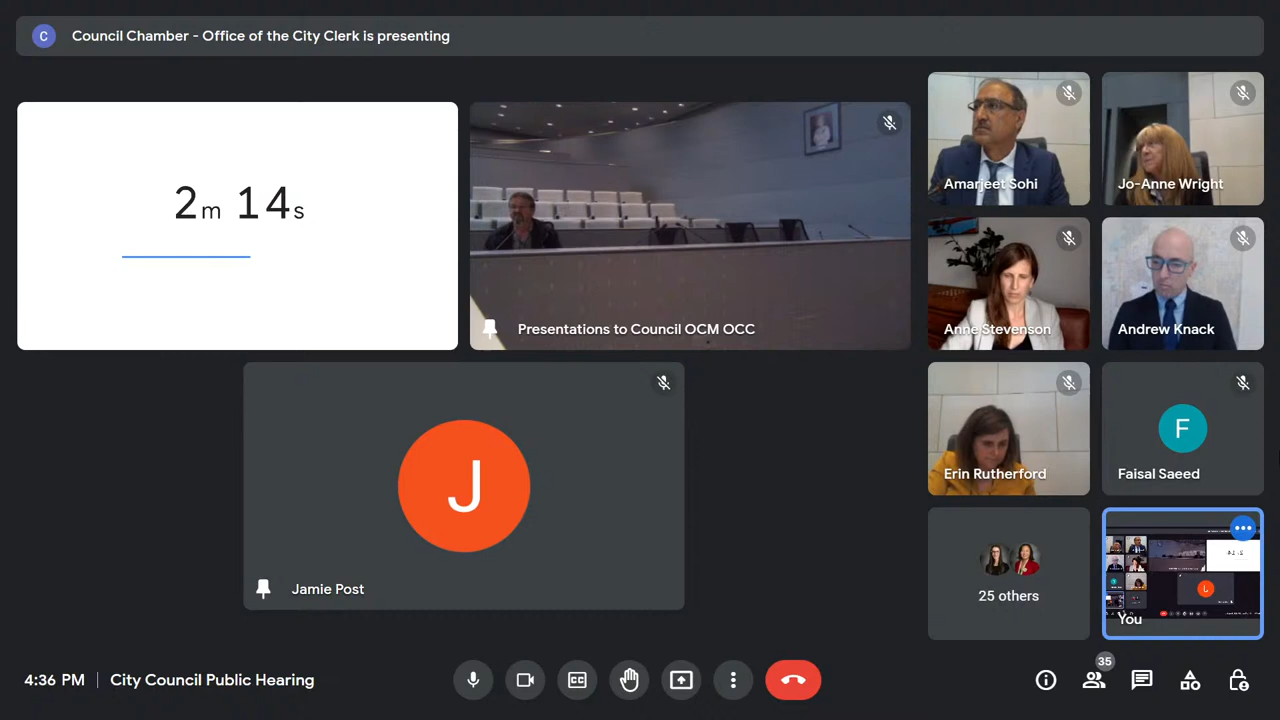 C Council Chamber - Office of the City Clerk is presenting
2m 14s
Presentations to Council OCM OCC
Amarjeet Sohi
Jo-Anne Wright
Anne Stevenson
Andrew Knack
Erin Rutherford
F
Faisal Saeed
J
Jamie Post
25 others
You
4:36 PM | City Council Public Hearing
CC
35